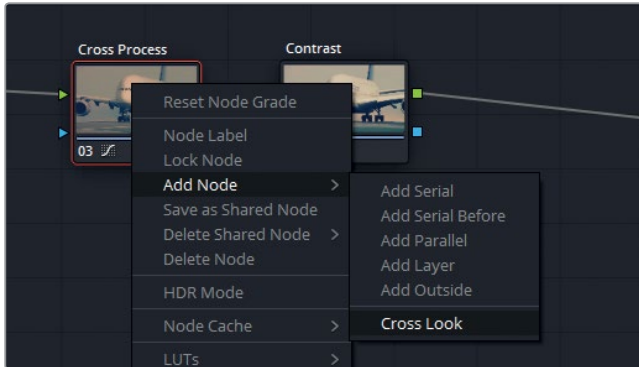 Cross Process
Contrast
03
Reset Node Grade
Node Label
Lock Node
Add Node >
Save as Shared Node
Delete Shared Node >
Delete Node
HDR Mode
Node Cache >
LUTs >
Add Serial
Add Serial Before
Add Parallel
Add Layer
Add Outside
Cross Look